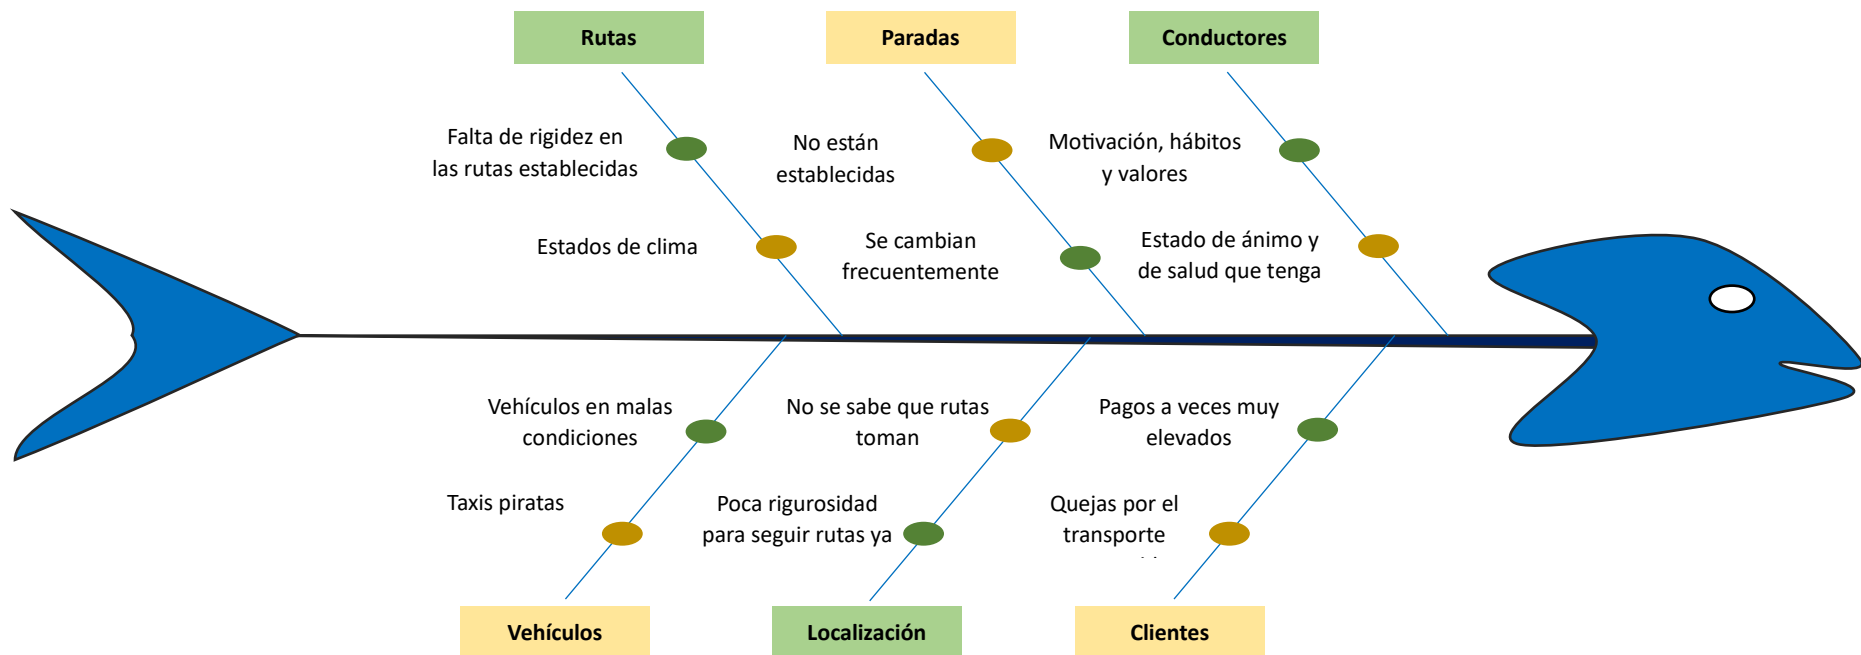 Rutas
Paradas
Conductores
Falta de rigidez en
las rutas establecidas
No están
establecidas
Motivación, hábitos
y valores
Estados de clima
Se cambian
frecuentemente
Estado de ánimo y
de salud que tenga
Vehículos en malas
condiciones
No se sabe que rutas
toman
Pagos a veces muy
elevados
Taxis piratas
Poca rigurosidad
para seguir rutas ya
Quejas por el
transporte
Vehículos
Localización
Clientes